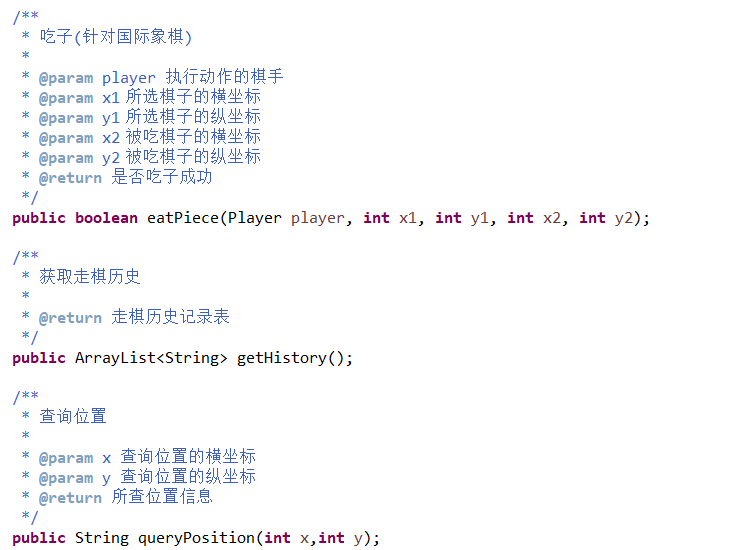 /**
 * 吃子(针对国际象棋)
 *
 * @param player 执行动作的棋手
 * @param x1 所选棋子的横坐标
 * @param y1 所选棋子的纵坐标
 * @param x2 被吃棋子的横坐标
 * @param y2 被吃棋子的纵坐标
 * @return 是否吃子成功
 */
public boolean eatPiece(Player player, int x1, int y1, int x2, int y2);
/**
 * 获取走棋历史
 *
 * @return 走棋历史记录表
 */
public ArrayList<String> getHistory();
/**
 * 查询位置
 *
 * @param x 查询位置的横坐标
 * @param y 查询位置的纵坐标
 * @return 所查位置信息
 */
public String queryPosition(int x,int y);